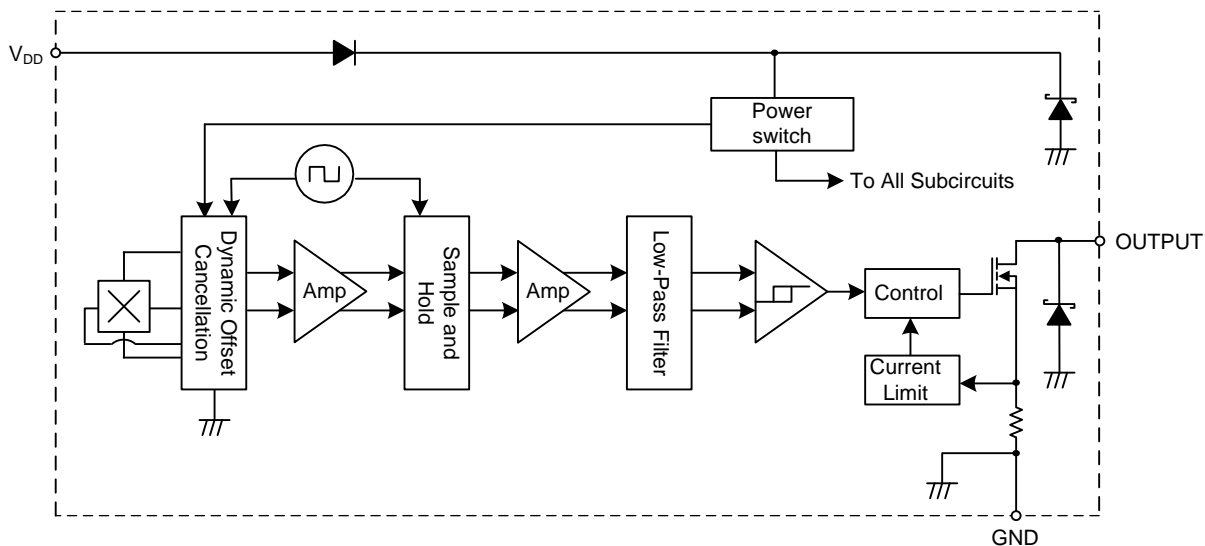 VDD
Power
switch
To All Subcircuits
Dynamic Offset
Cancellation
Amp
Sample and
Hold
Amp
Low-Pass Filter
Control
Current
Limit
OUTPUT
GND